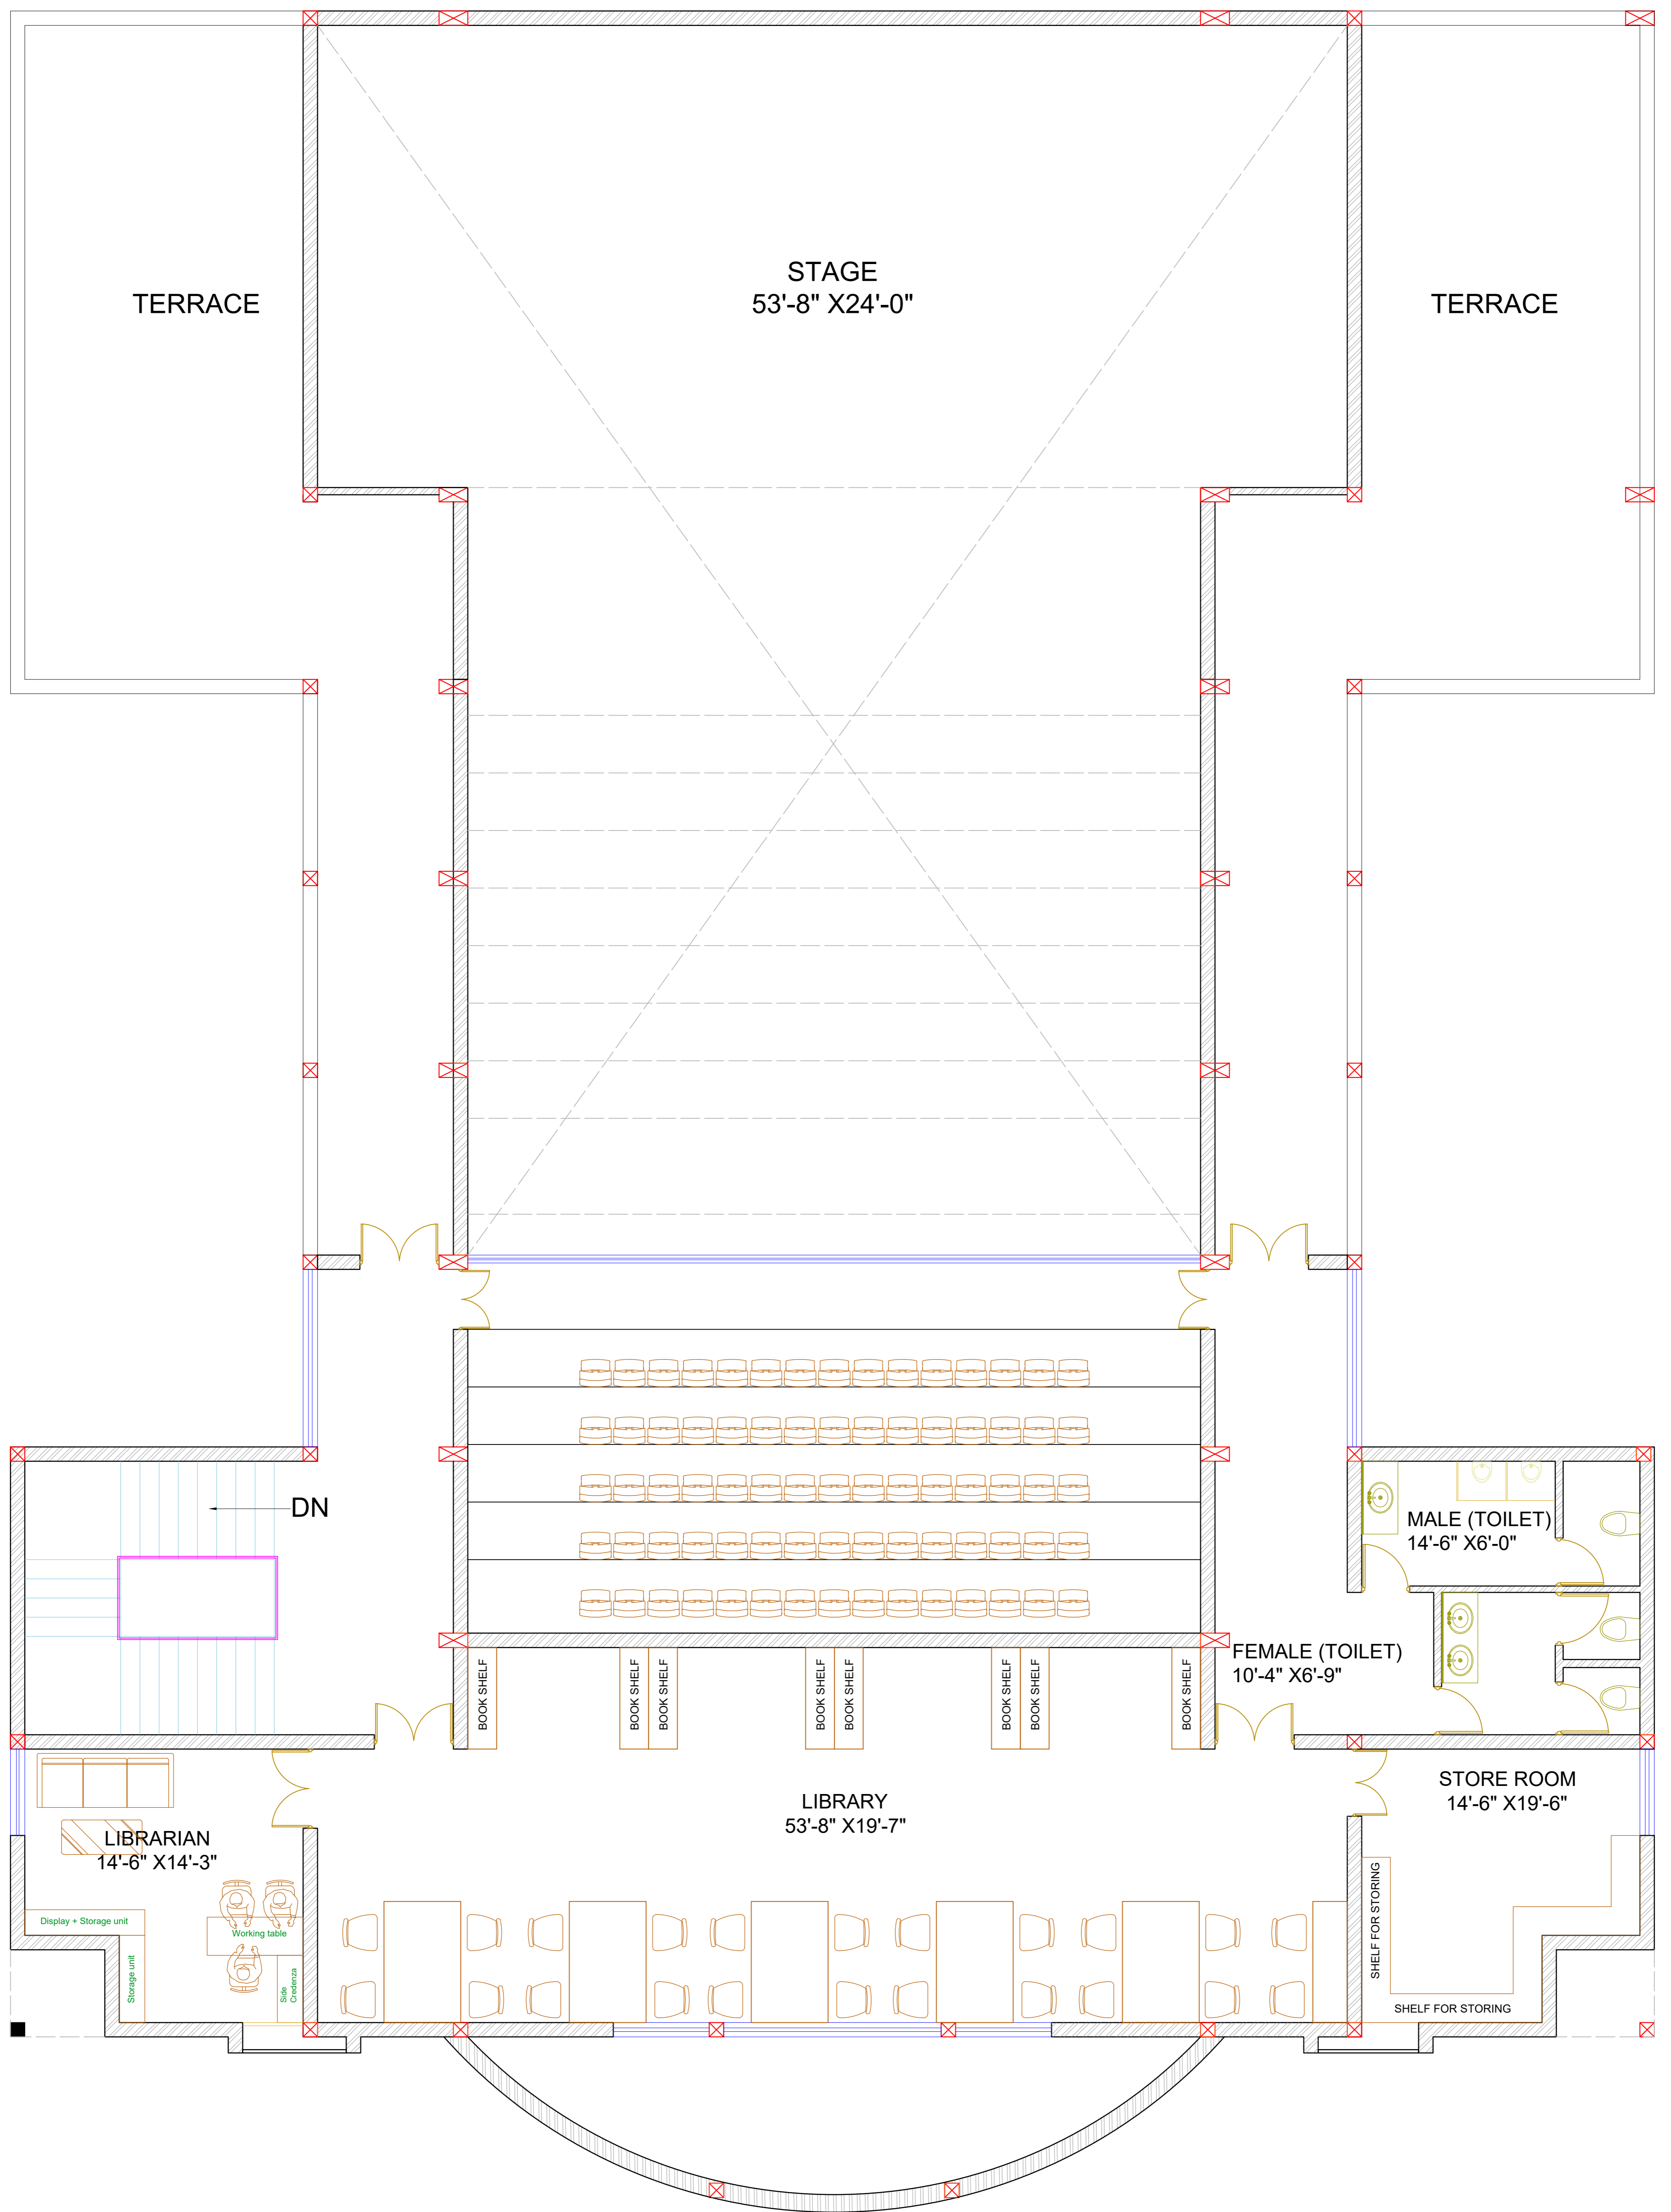 STAGE
53'-8" X24'-0"
TERRACE
TERRACE
DN
MALE (TOILET)
14'-6" X6'-0"
FEMALE (TOILET)
10'-4" X6'-9"
BOOK SHELF
BOOK SHELF
BOOK SHELF
BOOK SHELF
BOOK SHELF
BOOK SHELF
BOOK SHELF
BOOK SHELF
LIBRARY
53'-8" X19'-7"
STORE ROOM
14'-6" X19'-6"
LIBRARIAN
14'-6" X14'-3"
Display + Storage unit
Working table
Storage unit
Side
Credenza
SHELF FOR STORING
SHELF FOR STORING